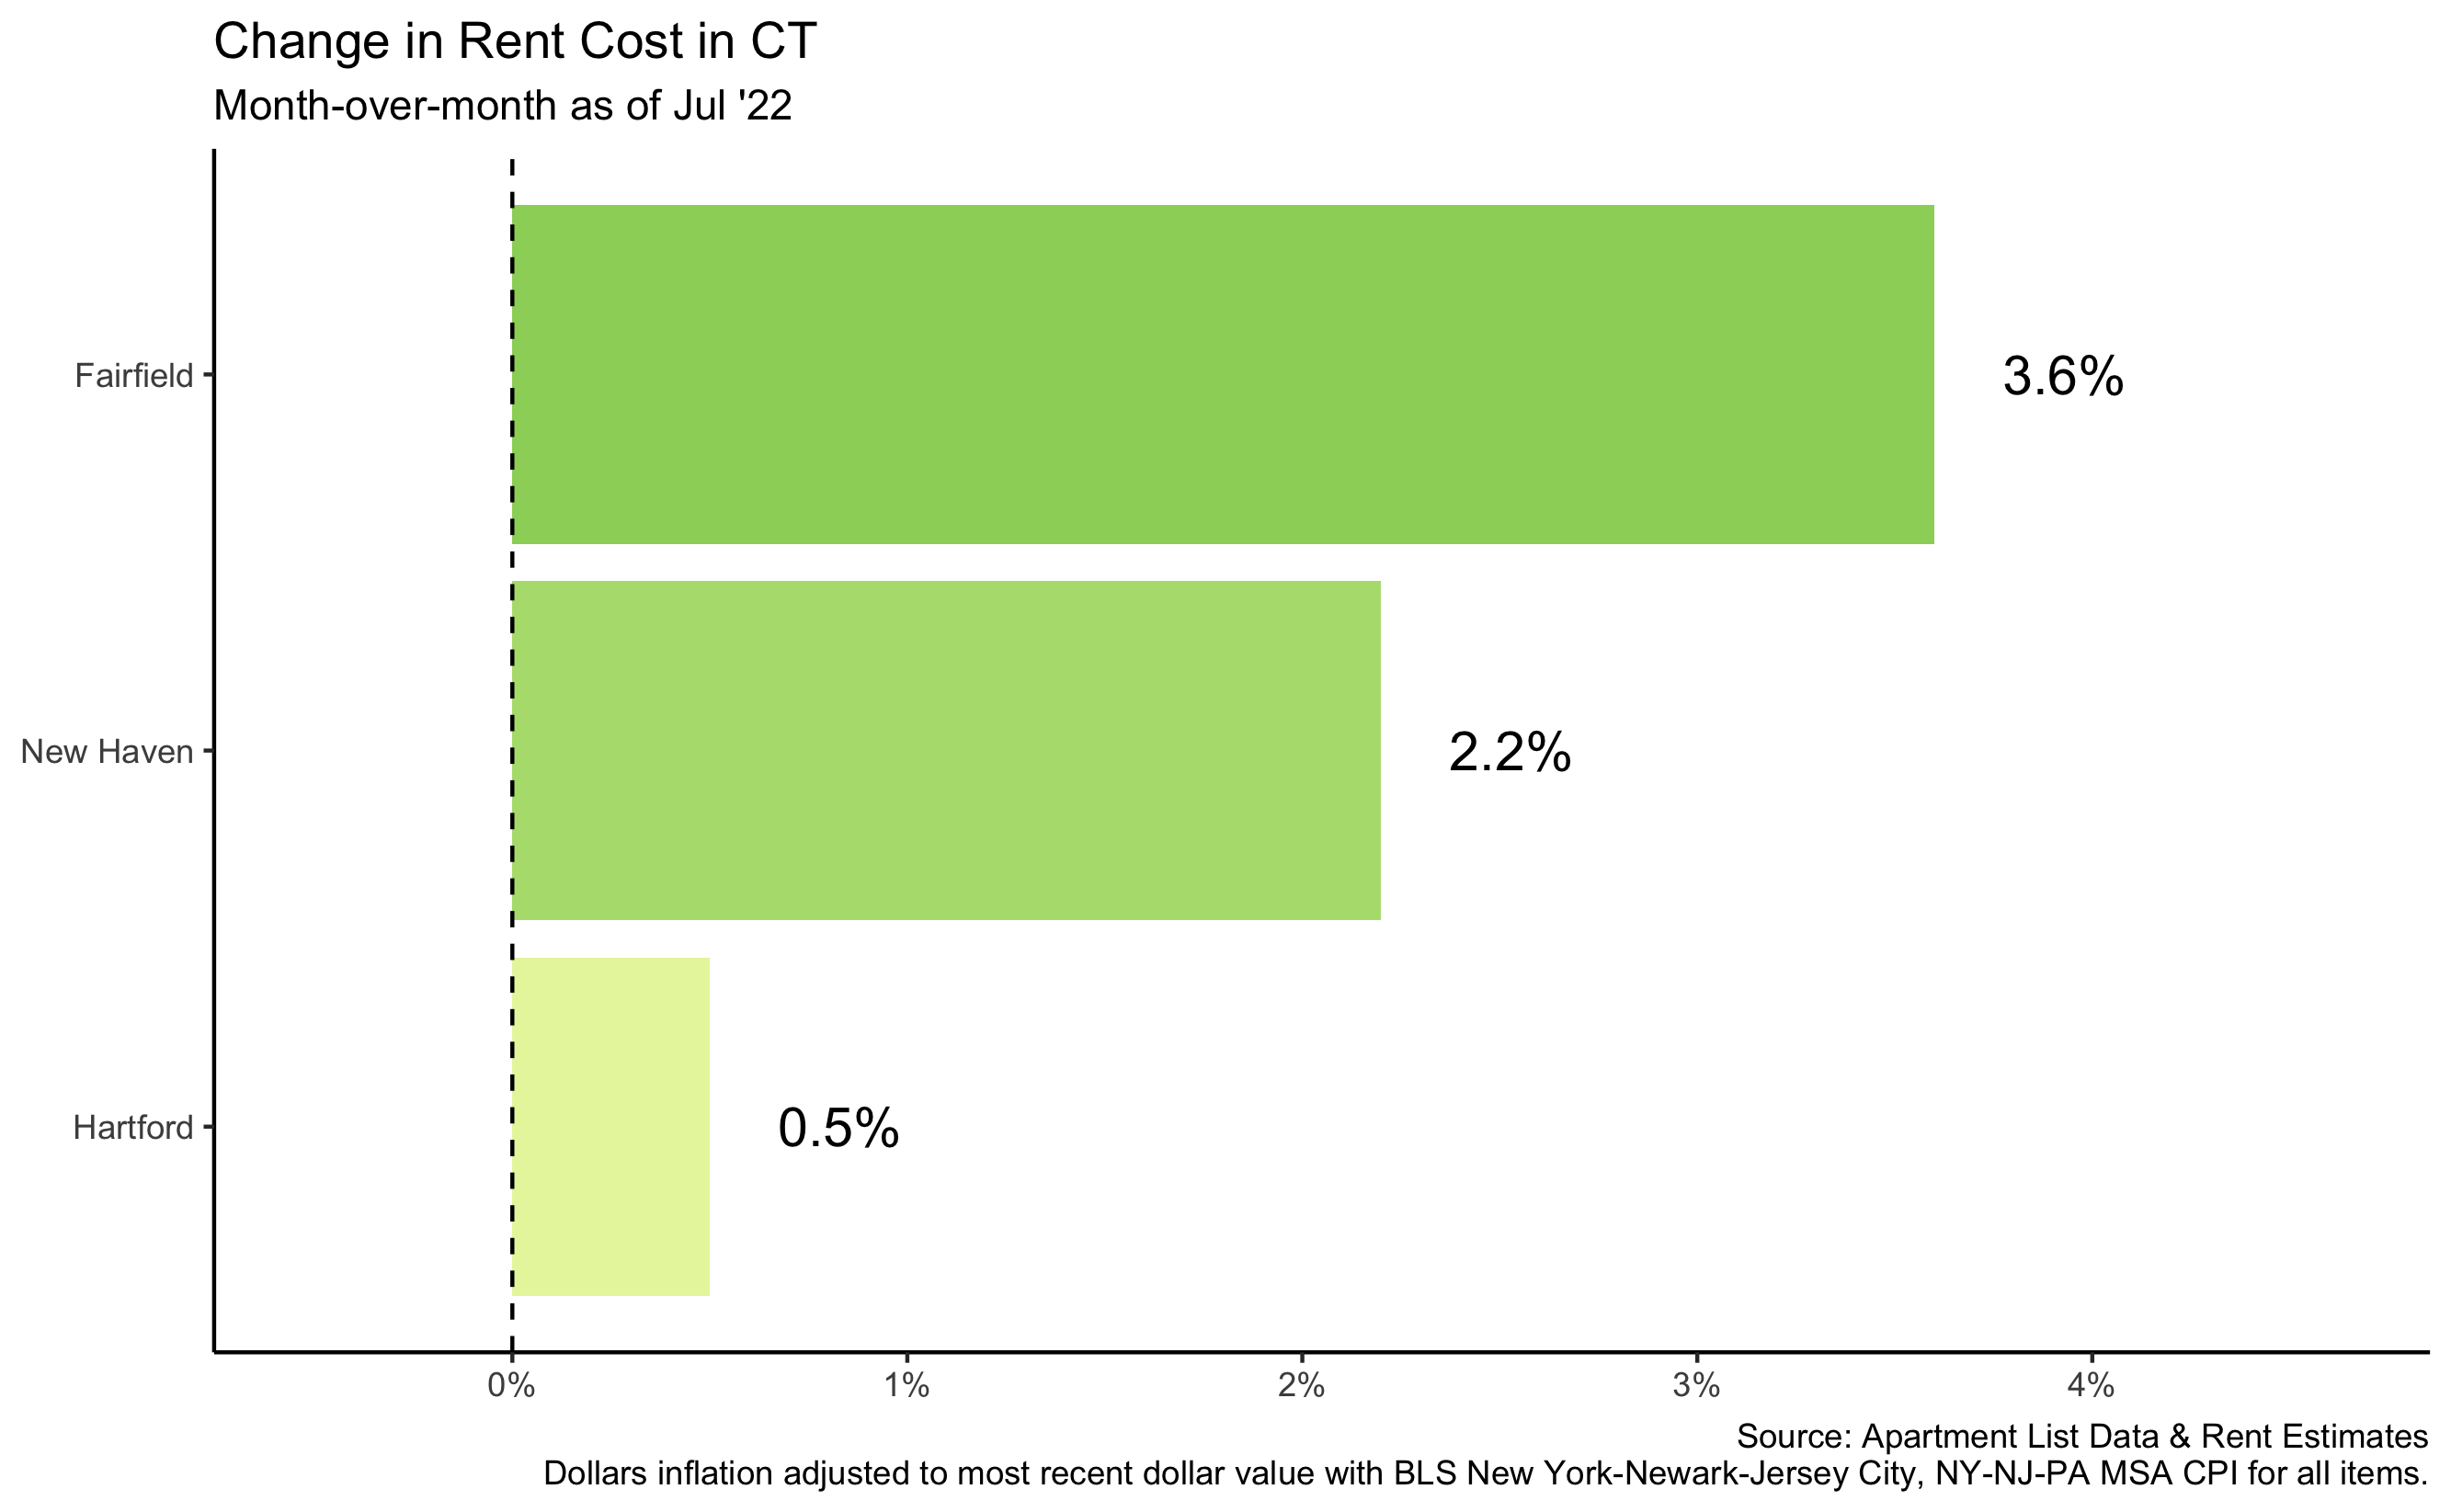 Change in Rent Cost in CT
Month-over-month as of Jul '22
Fairfield
3.6%
New Haven
2.2%
Hartford
0.5%
0%
1%
2%
3%
4%
Source: Apartment List Data & Rent Estimates
Dollars inflation adjusted to most recent dollar value with BLS New York-Newark-Jersey City, NY-NJ-PA MSA CPI for all items.